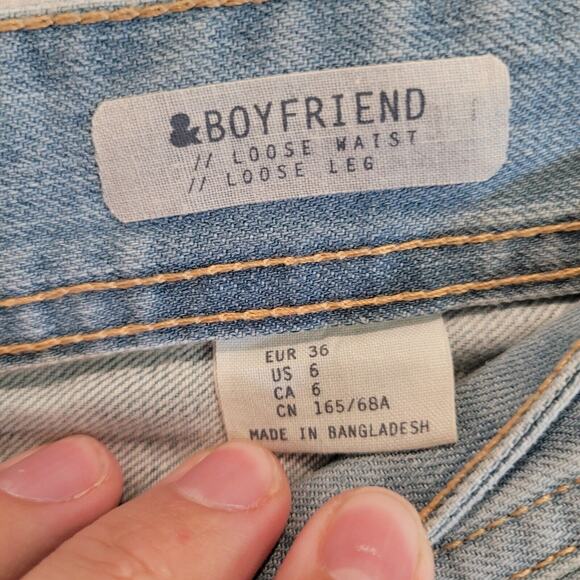 &BOYFRIEND
// LOOSE WAIST
// LOOSE LEG
EUR 36
US 6
CA 6
CN 165/68A
MADE IN BANGLADESH